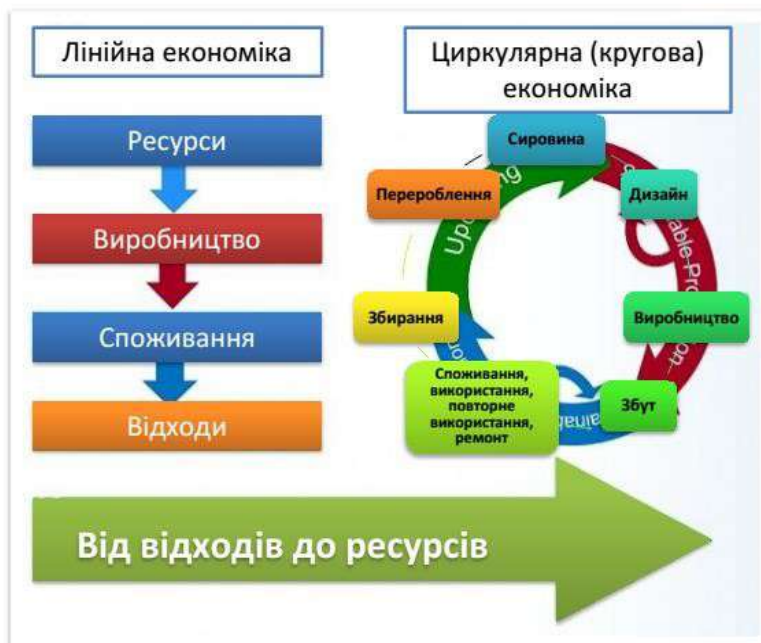 Лінійна економіка
Ресурси
Виробництво
Споживання
Відходи
Циркулярна (кругова)
економіка
Сировина
Дизайн
Виробництво
Збут
Споживання,
використання,
повторне
використання,
ремонт
Збирання
Перероблення
Від відходів до ресурсів